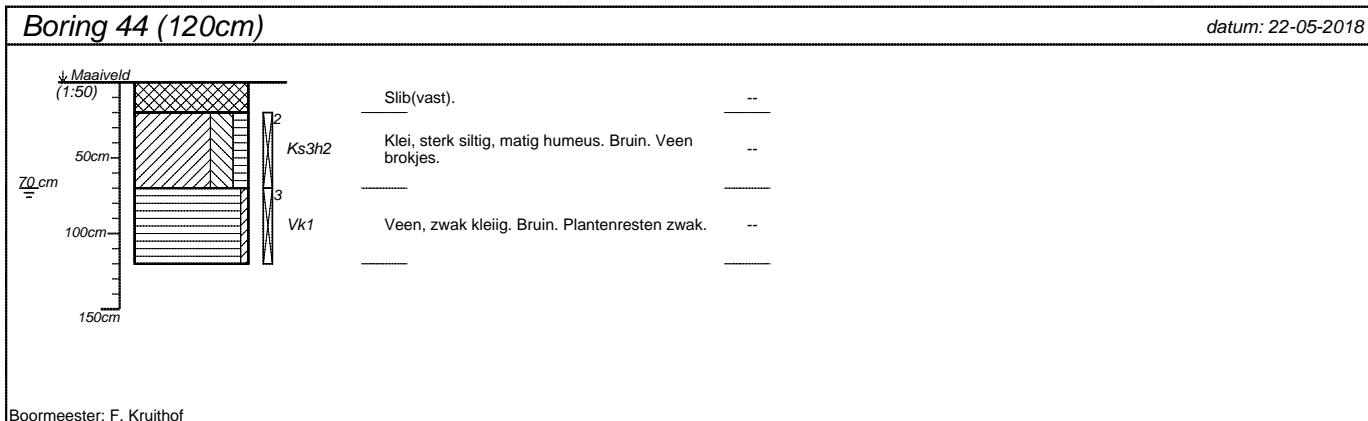 Boring 44 (120cm)
datum: 22-05-2018
Maaiveld
(1:50)
Slib(vast).
--
2
Ks3h2
Klei, sterk siltig, matig humeus. Bruin. Veen
brokjes.
--
50cm
70 cm
3
Vk1
Veen, zwak kleiig. Bruin. Plantenresten zwak.
--
100cm
150cm
Boormeester: F. Kruithof